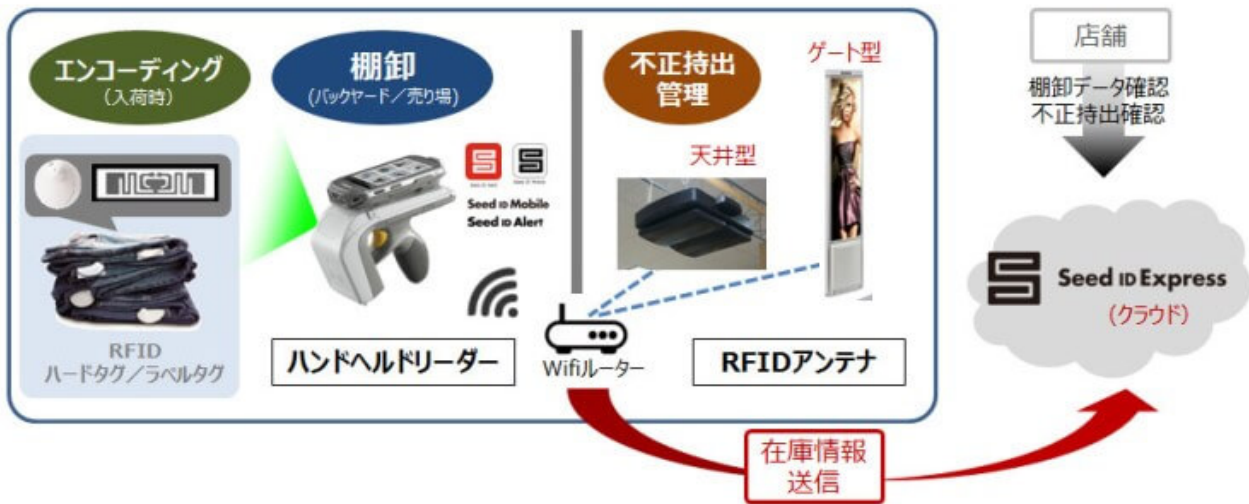 エンコーディング
（入荷時）
棚卸
(バックヤード／売り場)
不正持出
管理
ゲート型
天井型
Seed ID Mobile
Seed ID Alert
RFID
ハードタグ／ラベルタグ
ハンドヘルドリーダー
Wifiルーター
RFIDアンテナ
店舗
棚卸データ確認
不正持出確認
Seed ID Express
(クラウド)
在庫情報
送信